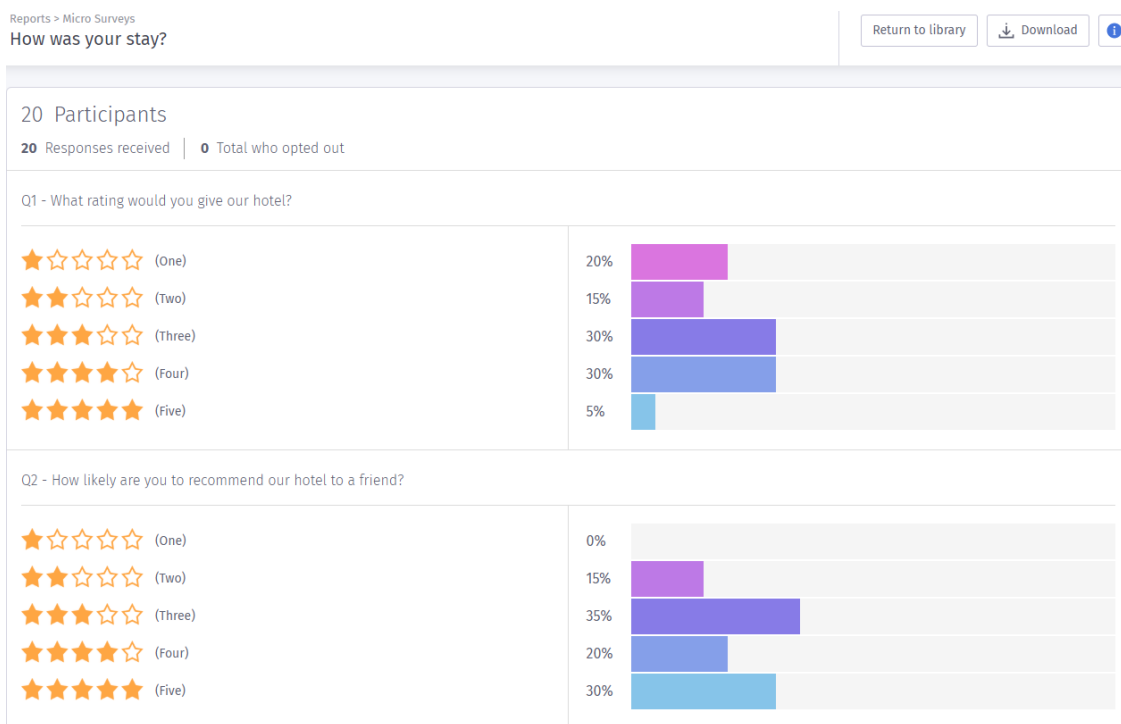 Reports > Micro Surveys
How was your stay?
Return to library
Download
i
20 Participants
20 Responses received
0 Total who opted out
Q1 - What rating would you give our hotel?
(One) 20%
(Two) 15%
(Three) 30%
(Four) 30%
(Five) 5%
Q2 - How likely are you to recommend our hotel to a friend?
(One) 0%
(Two) 15%
(Three) 35%
(Four) 20%
(Five) 30%